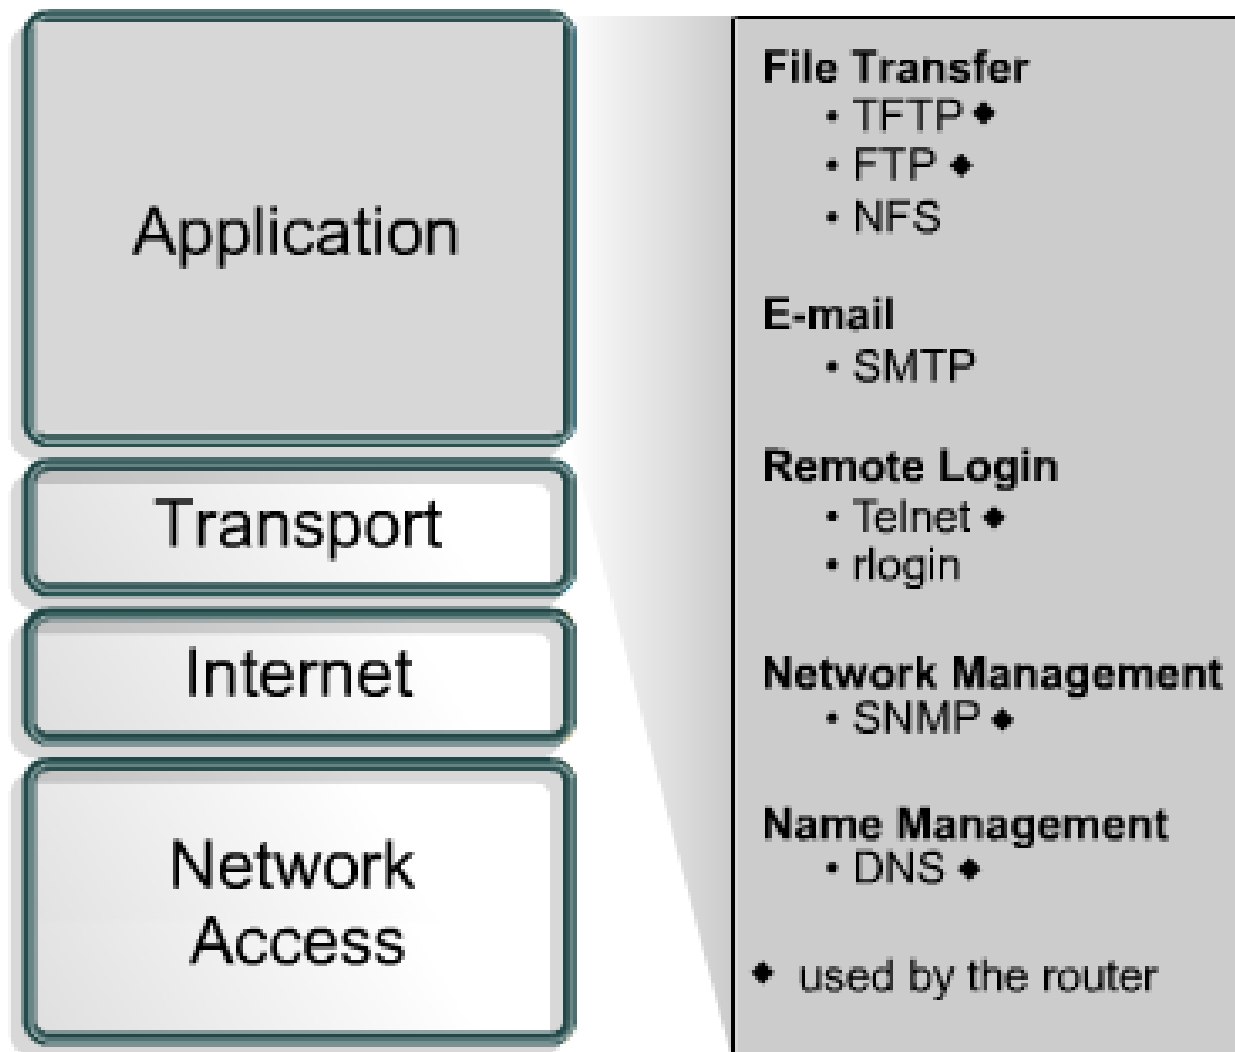 Application
Transport
Internet
Network
Access
File Transfer
• TFTP ◆
• FTP ◆
• NFS
E-mail
• SMTP
Remote Login
• Telnet ◆
• rlogin
Network Management
• SNMP ◆
Name Management
• DNS ◆
◆ used by the router